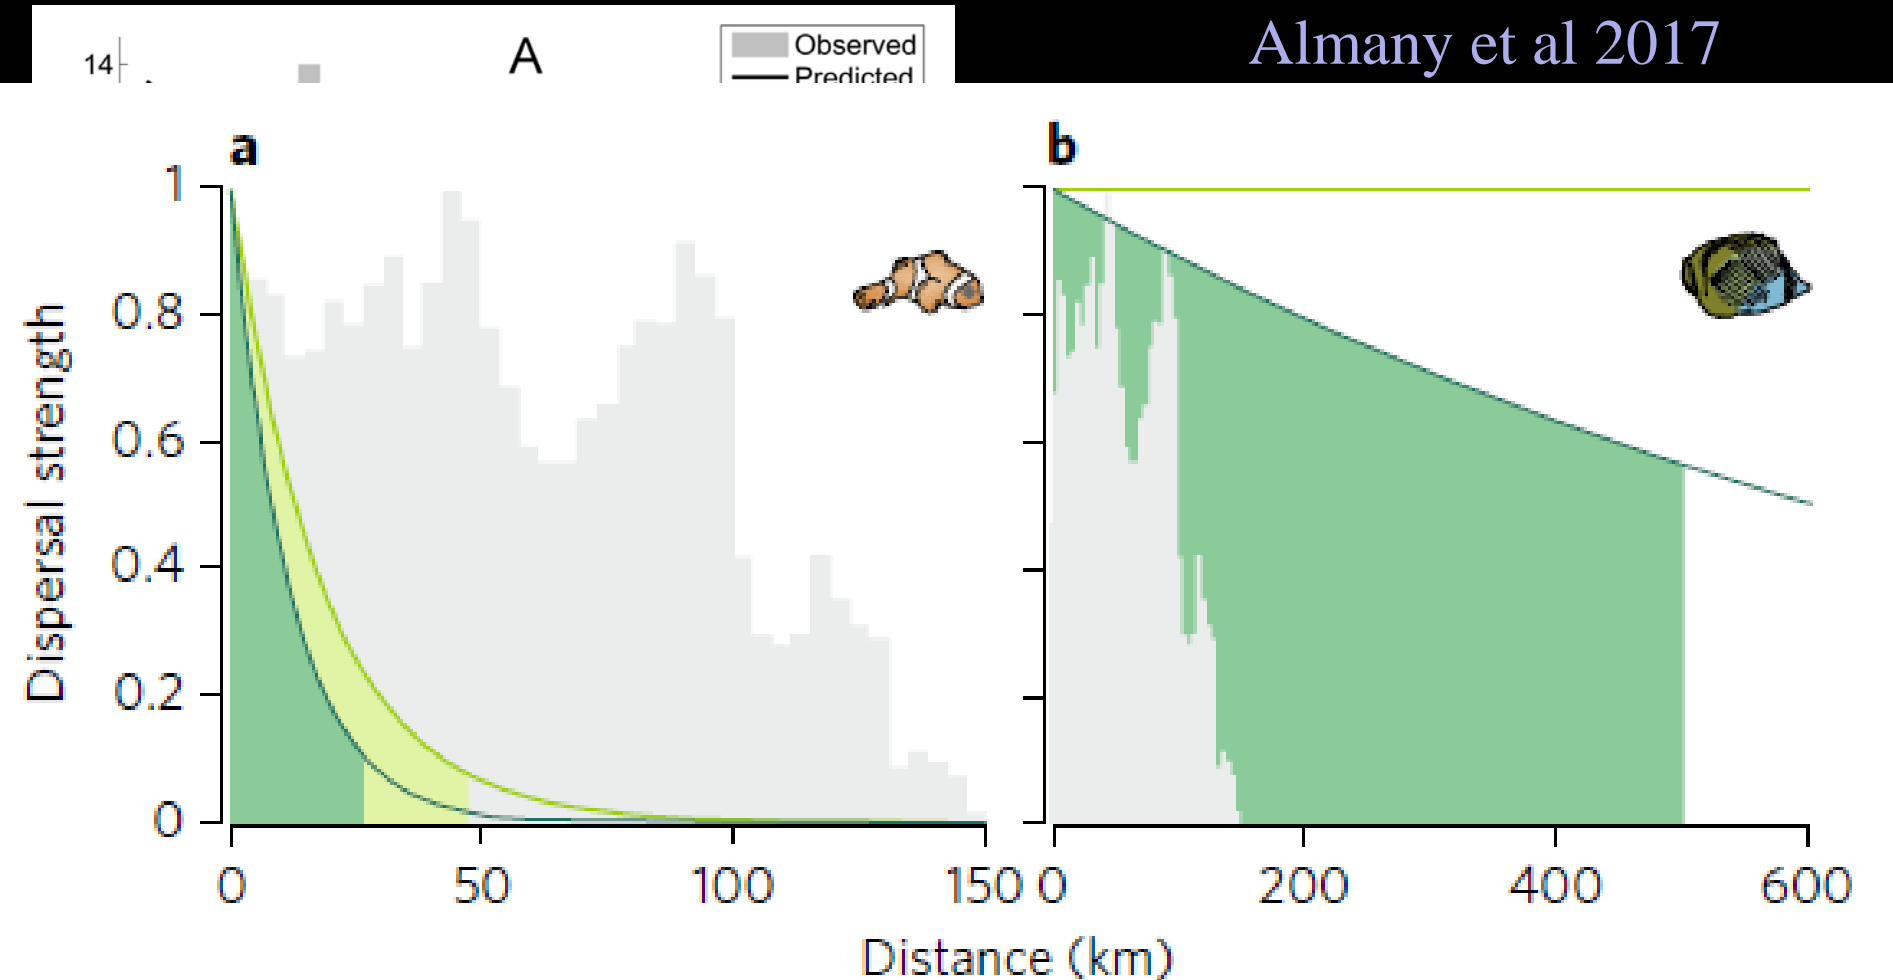 Almany et al 2017
A
Observed
Predicted
14
a
b
1
0.8
0.6
0.4
0.2
0
Dispersal strength
0 50 100 150 0 200 400 600
Distance (km)